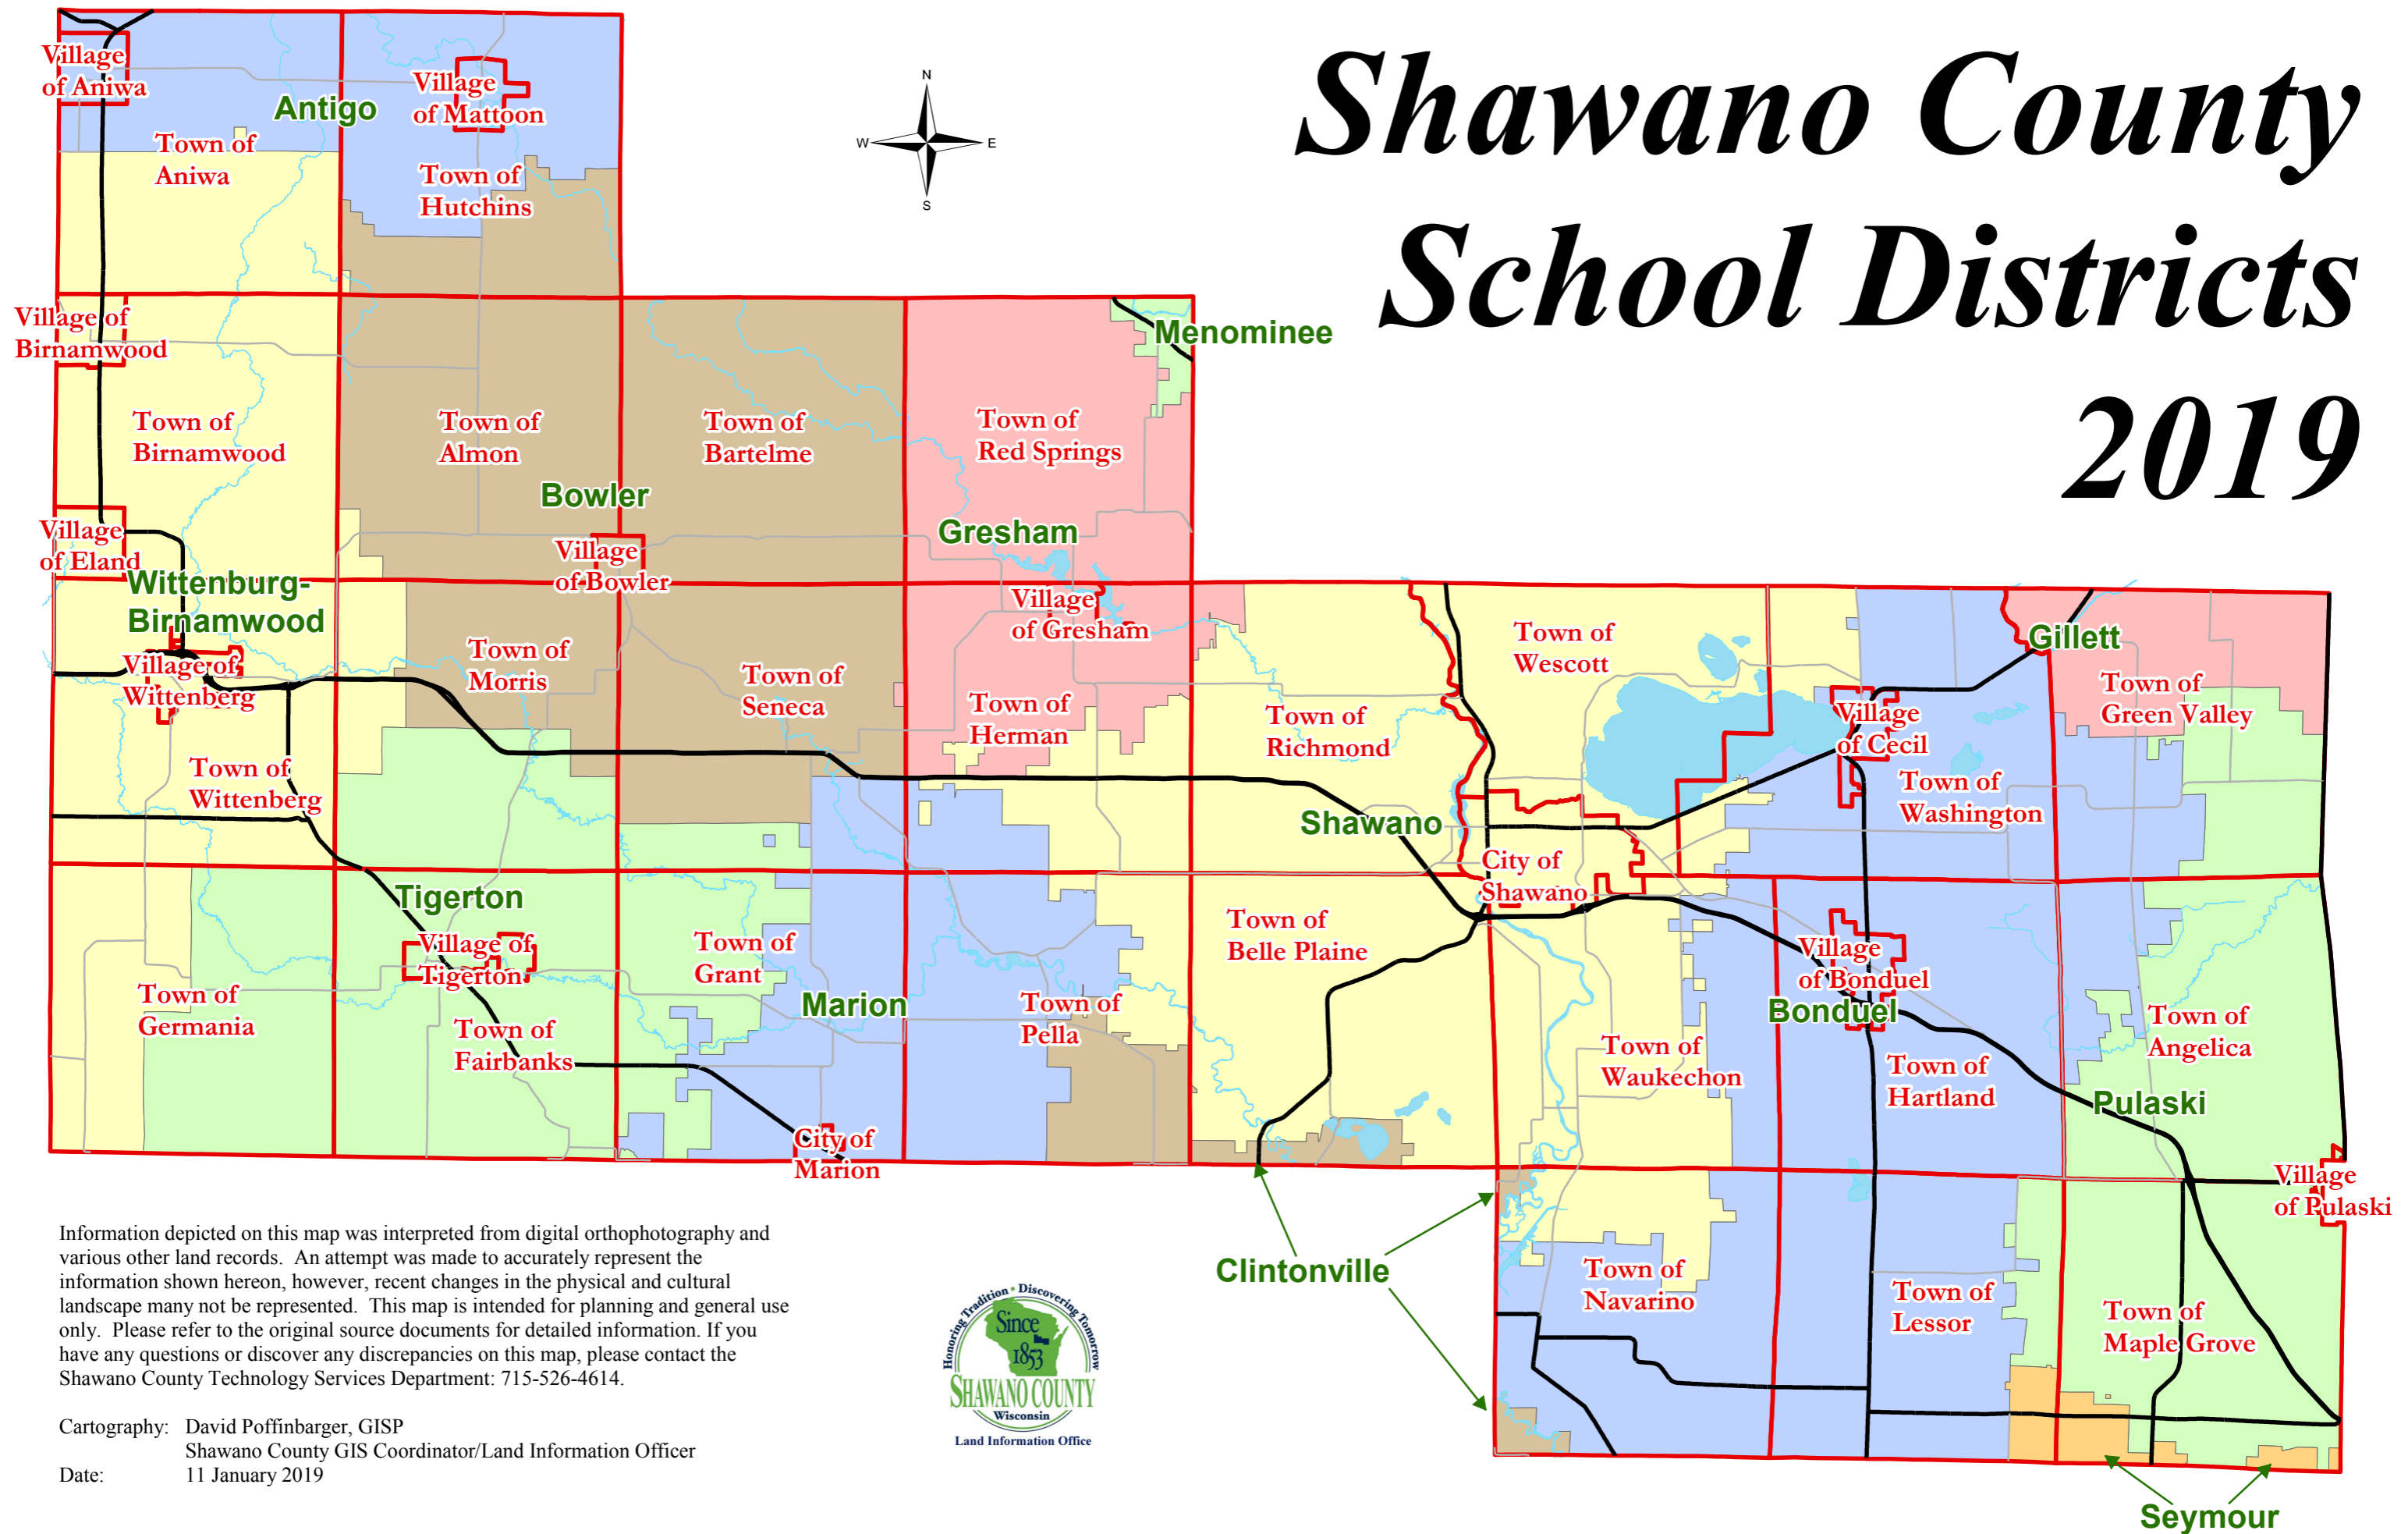 Shawano County
School Districts
2019
N
W
E
S
Village
of Aniwa
Antigo
Village
of Mattoon
Town of
Aniwa
Town of
Hutchins
Village of
Birnamwood
Menominee
Town of
Birnamwood
Town of
Almon
Town of
Bartelme
Town of
Red Springs
Bowler
Village
of Eland
Village
of Bowler
Gresham
Wittenburg-
Birnamwood
Village
of Gresham
Town of
Wescott
Gillett
Village of
Wittenberg
Town of
Morris
Town of
Seneca
Town of
Herman
Town of
Richmond
Village
of Cecil
Town of
Green Valley
Town of
Wittenberg
Town of
Washington
Shawano
City of
Shawano
Tigerton
Village of
Tigerton
Town of
Grant
Town of
Belle Plaine
Village
of Bonduel
Bonduel
Town of
Germania
Town of
Fairbanks
Marion
Town of
Pella
Town of
Waukechon
Town of
Hartland
Town of
Angelica
Pulaski
City of
Marion
Village
of Pulaski
Clintonville
Town of
Navarino
Town of
Lessor
Town of
Maple Grove
Seymour
Information depicted on this map was interpreted from digital orthophotography and
various other land records.  An attempt was made to accurately represent the
information shown hereon, however, recent changes in the physical and cultural
landscape many not be represented.  This map is intended for planning and general use
only.  Please refer to the original source documents for detailed information. If you
have any questions or discover any discrepancies on this map, please contact the
Shawano County Technology Services Department: 715-526-4614.
Cartography: David Poffinbarger, GISP
Shawano County GIS Coordinator/Land Information Officer
Date: 11 January 2019
Honoring Tradition • Discovering Tomorrow
Since
1853
SHAWANO COUNTY
Wisconsin
Land Information Office